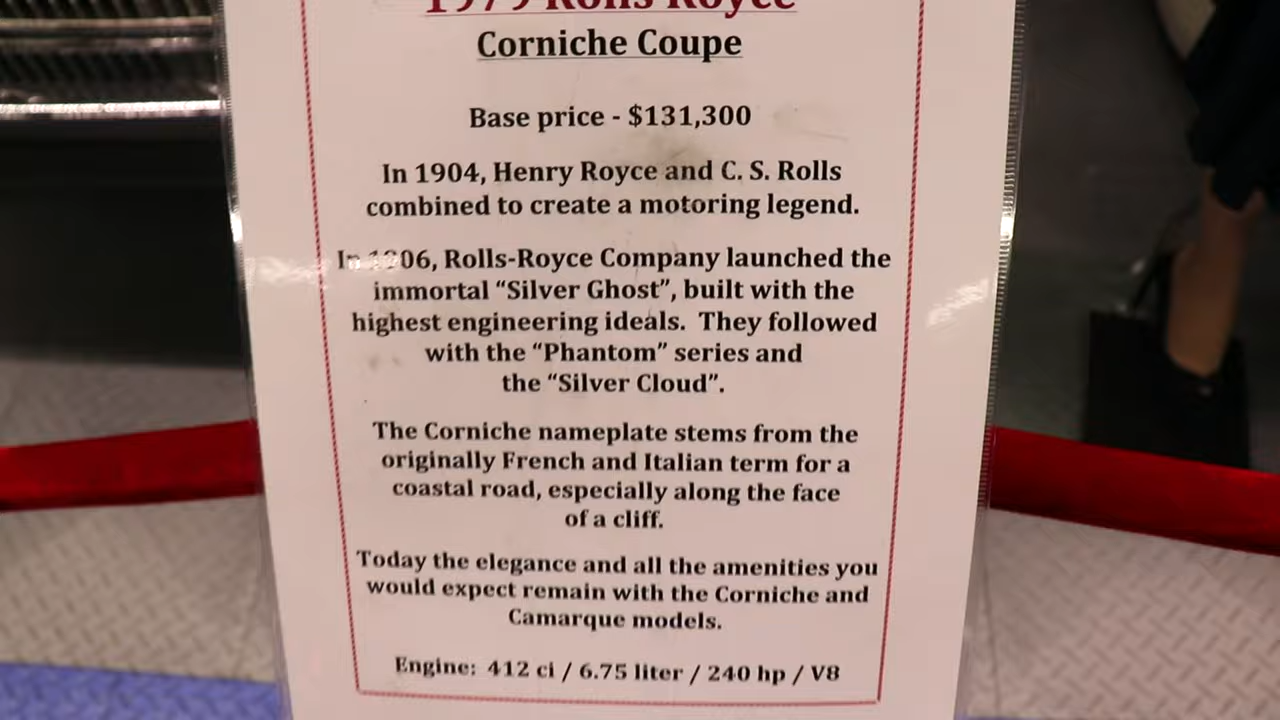 1979 Rolls Royce
Corniche Coupe
Base price - $131,300
In 1904, Henry Royce and C. S. Rolls
combined to create a motoring legend.
In 1906, Rolls-Royce Company launched the
immortal “Silver Ghost”, built with the
highest engineering ideals.  They followed
with the “Phantom” series and
the “Silver Cloud”.
The Corniche nameplate stems from the
originally French and Italian term for a
coastal road, especially along the face
of a cliff.
Today the elegance and all the amenities you
would expect remain with the Corniche and
Camarque models.
Engine:  412 ci / 6.75 liter / 240 hp / V8